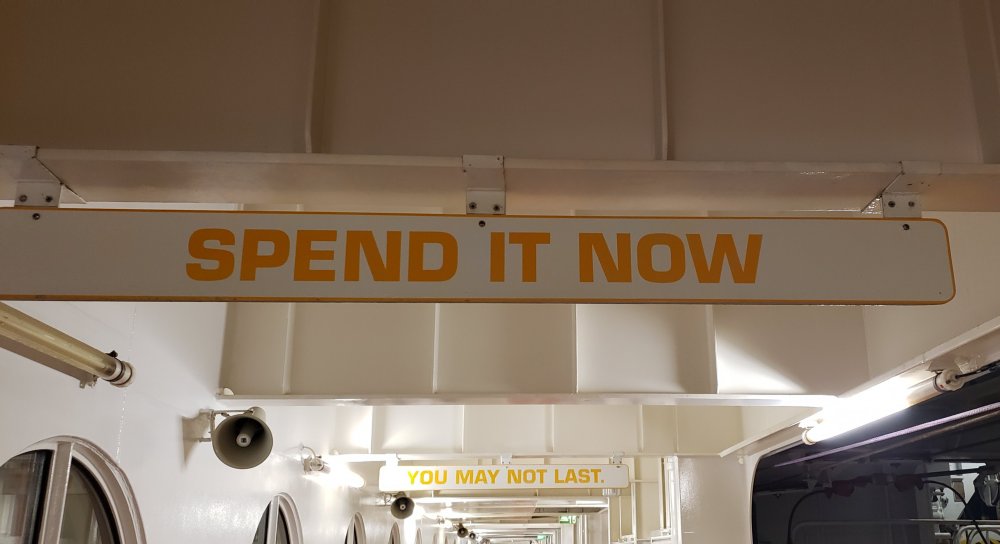 SPEND IT NOW
YOU MAY NOT LAST.